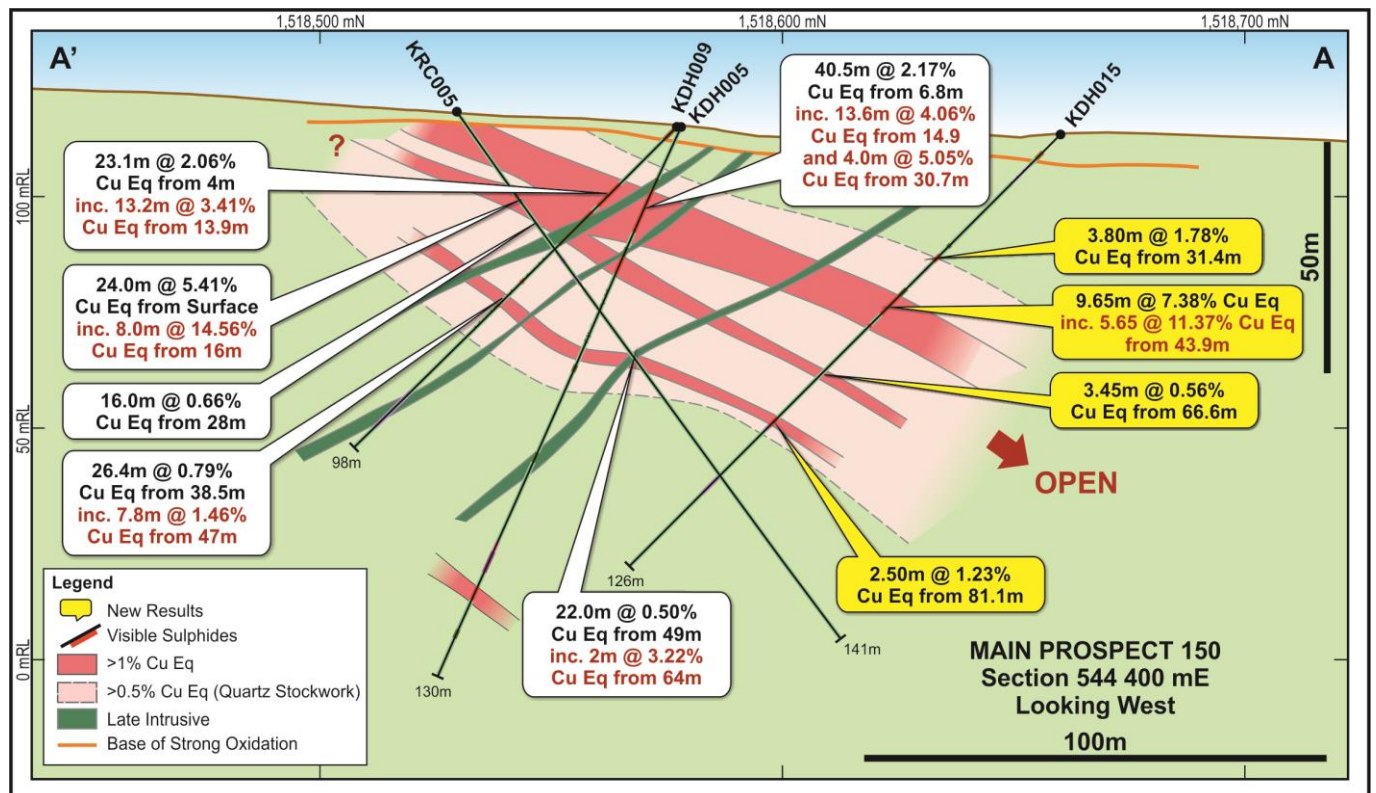 1,518,500 mN
1,518,600 mN
1,518,700 mN
A'
A
KRC005
KDH009
KDH005
KDH015
40.5m @ 2.17%
Cu Eq from 6.8m
inc. 13.6m @ 4.06%
Cu Eq from 14.9
and 4.0m @ 5.05%
Cu Eq from 30.7m
?
23.1m @ 2.06%
Cu Eq from 4m
inc. 13.2m @ 3.41%
Cu Eq from 13.9m
24.0m @ 5.41%
Cu Eq from Surface
inc. 8.0m @ 14.56%
Cu Eq from 16m
16.0m @ 0.66%
Cu Eq from 28m
26.4m @ 0.79%
Cu Eq from 38.5m
inc. 7.8m @ 1.46%
Cu Eq from 47m
3.80m @ 1.78%
Cu Eq from 31.4m
9.65m @ 7.38% Cu Eq
inc. 5.65 @ 11.37% Cu Eq
from 43.9m
3.45m @ 0.56%
Cu Eq from 66.6m
2.50m @ 1.23%
Cu Eq from 81.1m
22.0m @ 0.50%
Cu Eq from 49m
inc. 2m @ 3.22%
Cu Eq from 64m
100 mRL
50 mRL
0 mRL
50m
OPEN
98m
126m
130m
141m
Legend
New Results
Visible Sulphides
>1% Cu Eq
>0.5% Cu Eq (Quartz Stockwork)
Late Intrusive
Base of Strong Oxidation
MAIN PROSPECT 150
Section 544 400 mE
Looking West
100m